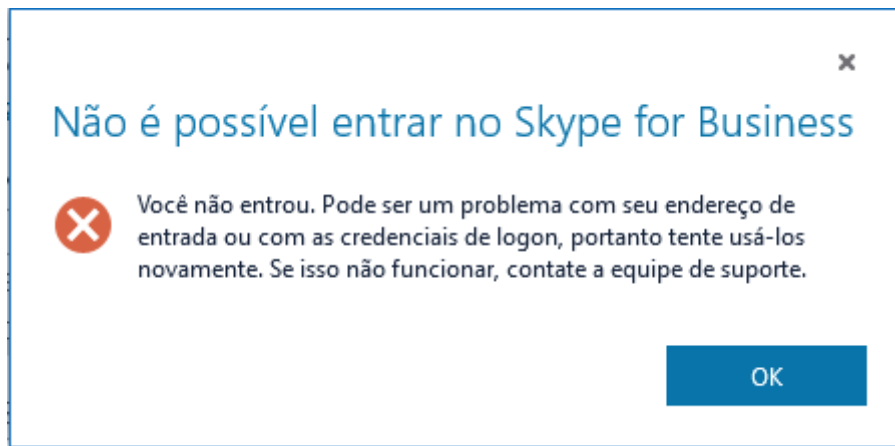 Não é possível entrar no Skype for Business
Você não entrou. Pode ser um problema com seu endereço de
entrada ou com as credenciais de logon, portanto tente usá-los
novamente. Se isso não funcionar, contate a equipe de suporte.
OK